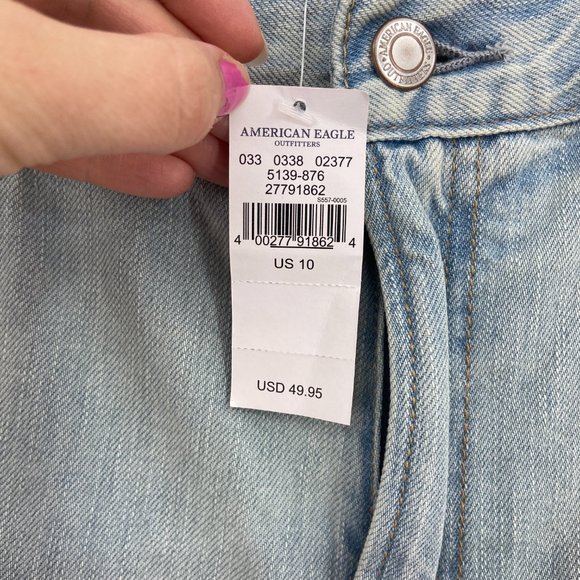 AMERICAN EAGLE
OUTFITTERS
AMERICAN EAGLE
OUTFITTERS
033 0338 02377
5139-876
27791862
S557-0005
4 00277 91862 4
US 10
USD 49.95